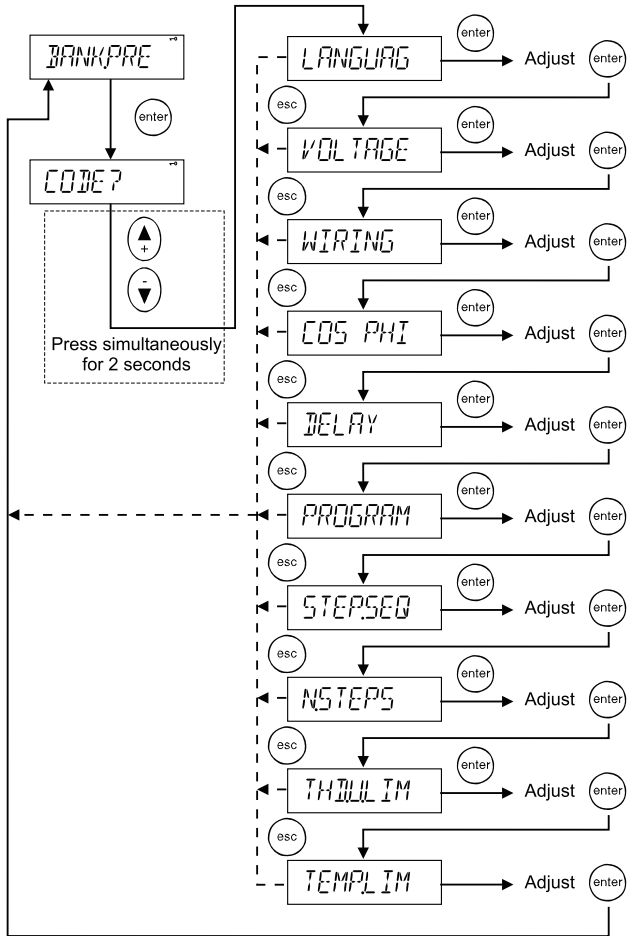 BANK.PRE
enter
CODE?
+
-
Press simultaneously
for 2 seconds
LANGUAG
enter
Adjust
enter
esc
VOLTAGE
enter
Adjust
enter
esc
WIRING
enter
Adjust
enter
esc
COS PHI
enter
Adjust
enter
esc
DELAY
enter
Adjust
enter
esc
PROGRAM
enter
Adjust
enter
esc
STEP.SEQ
enter
Adjust
enter
esc
N.STEPS
enter
Adjust
enter
esc
THD.U.LIM
enter
Adjust
enter
esc
TEMP.LIM
Adjust
enter